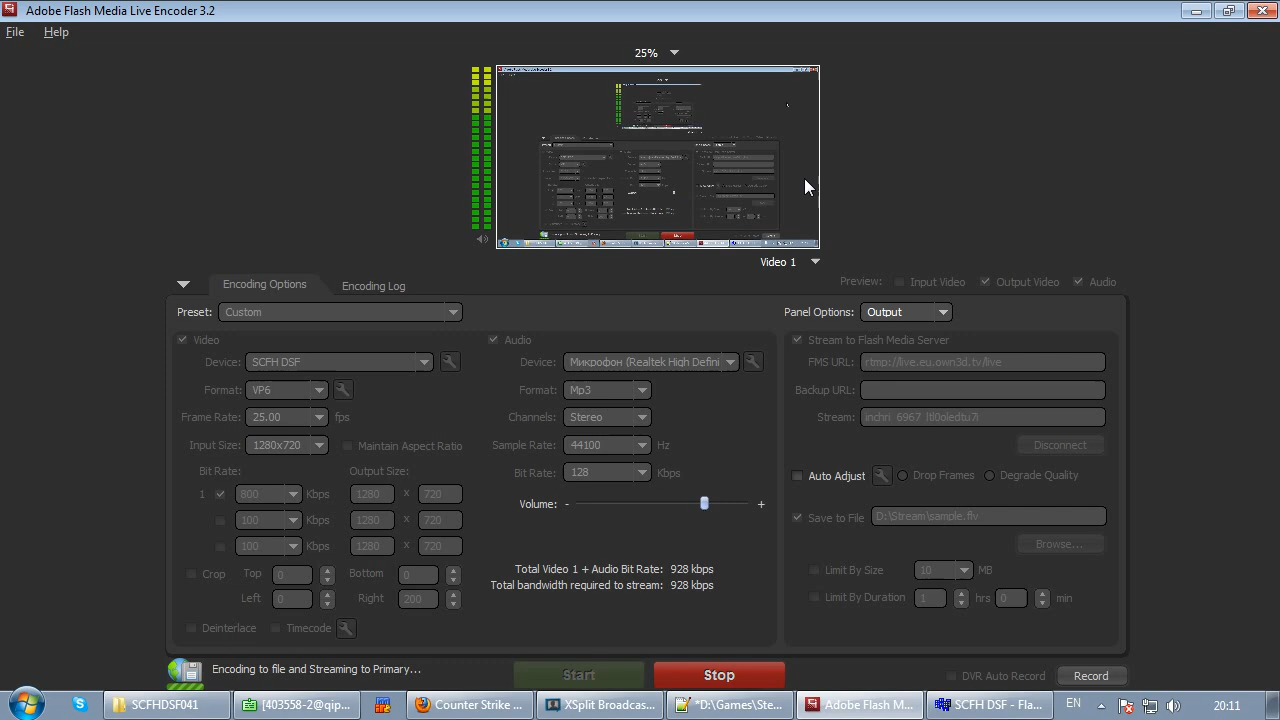 Adobe Flash Media Live Encoder 3.2
File Help
25%
Video 1
Encoding Options Encoding Log
Preview: Input Video Output Video Audio
Preset: Custom
Panel Options: Output
Video
Audio
Stream to Flash Media Server
Device: SCFH DSF
Device: Микрофон (Realtek High Defini
FMS URL: rtmp://live.eu.own3d.tv/live
Format: VP6
Format: Mp3
Backup URL:
Frame Rate: 25.00 fps
Channels: Stereo
Stream:
Input Size: 1280x720 Maintain Aspect Ratio
Sample Rate: 44100 Hz
Disconnect
Bit Rate: Output Size:
Bit Rate: 128 Kbps
Auto Adjust Drop Frames Degrade Quality
1 800 Kbps 1280 x 720
Volume: - +
Save to File D:\Stream\sample.flv
100 Kbps 1280 x 720
Browse...
100 Kbps 1280 x 720
Total Video 1 + Audio Bit Rate: 928 kbps
Limit By Size 10 MB
Crop Top 0 Bottom 0
Total bandwidth required to stream: 928 kbps
Left 0 Right 200
Limit By Duration 1 hrs 0 min
Deinterlace Timecode
Encoding to file and Streaming to Primary...
Start Stop
DVR Auto Record Record
SCFHDSF041 [403558-2@qip... Counter Strike ... XSplit Broadcas... *D:\Games\Ste... Adobe Flash M... SCFH DSF - Fla... EN 20:11